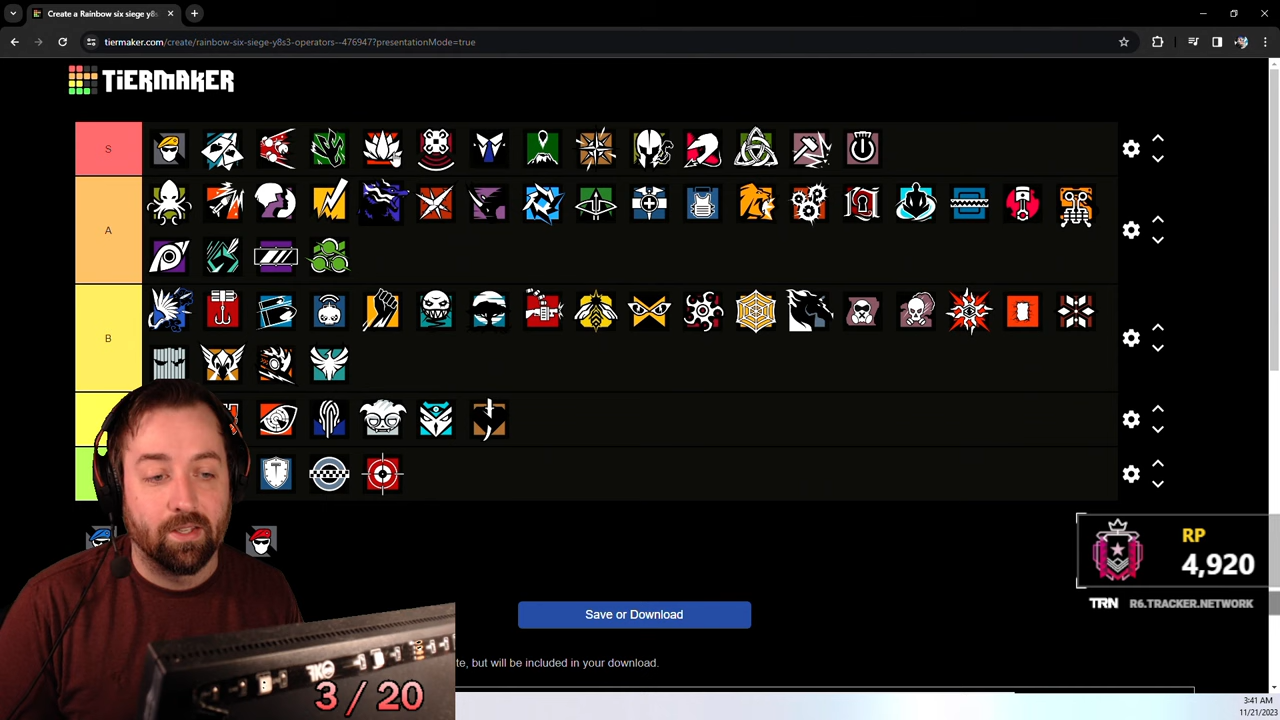 Create a Rainbow six siege y8s
tiermaker.com/create/rainbow-six-siege-y8s3-operators--476947?presentationMode=true
TIERMAKER
S
A
B
RP
4,920
TRN R6.TRACKER.NETWORK
Save or Download
te, but will be included in your download.
3 / 20
3:41 AM
11/21/2023